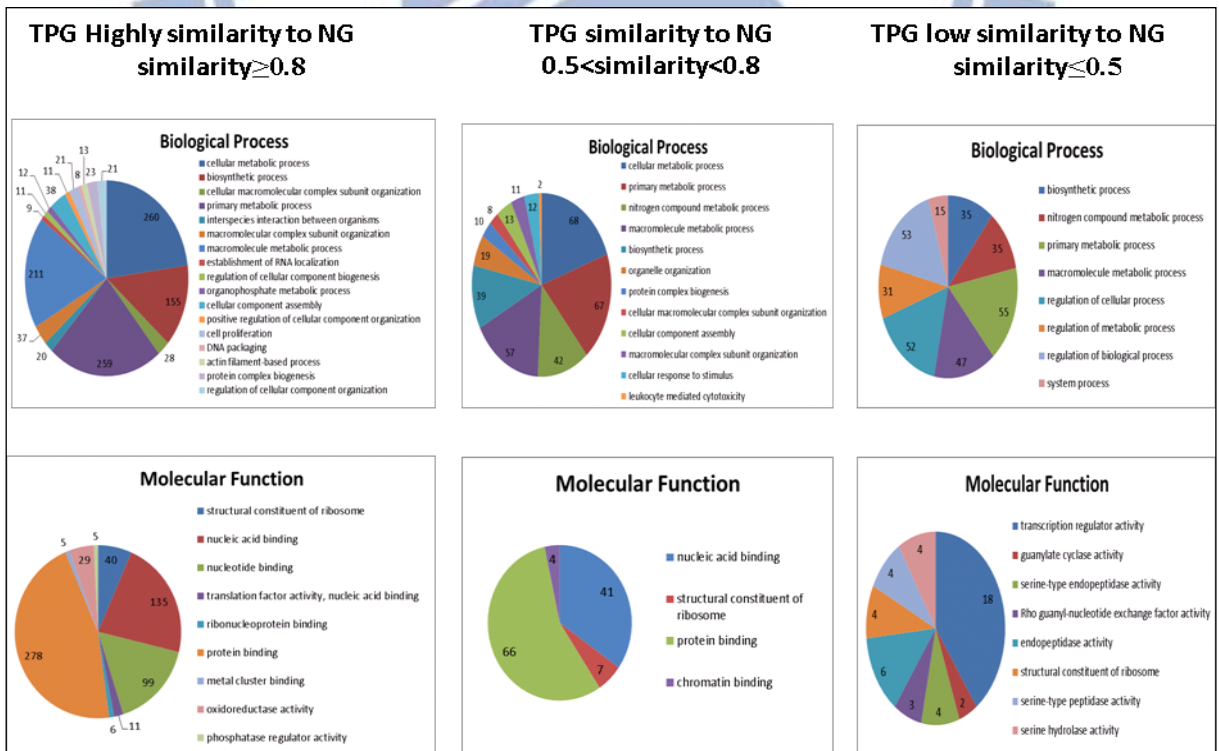 TPG Highly similarity to NG
similarity≥0.8
TPG similarity to NG
0.5<similarity<0.8
TPG low similarity to NG
similarity≤0.5
Biological Process
cellular metabolic process
biosynthetic process
cellular macromolecular complex subunit organization
primary metabolic process
interspecies interaction between organisms
macromolecular complex subunit organization
macromolecule metabolic process
establishment of RNA localization
regulation of cellular component biogenesis
organophosphate metabolic process
cellular component assembly
positive regulation of cellular component organization
cell proliferation
DNA packaging
actin filament-based process
protein complex biogenesis
regulation of cellular component organization
260
155
28
259
20
37
211
9
11
12
38
11
21
8
13
23
21
Biological Process
cellular metabolic process
primary metabolic process
nitrogen compound metabolic process
macromolecule metabolic process
biosynthetic process
organelle organization
protein complex biogenesis
cellular macromolecular complex subunit organization
cellular component assembly
macromolecular complex subunit organization
cellular response to stimulus
leukocyte mediated cytotoxicity
68
67
42
57
39
19
10
8
13
11
12
2
Biological Process
biosynthetic process
nitrogen compound metabolic process
primary metabolic process
macromolecule metabolic process
regulation of cellular process
regulation of metabolic process
regulation of biological process
system process
35
35
55
47
52
31
53
15
Molecular Function
structural constituent of ribosome
nucleic acid binding
nucleotide binding
translation factor activity, nucleic acid binding
ribonucleoprotein binding
protein binding
metal cluster binding
oxidoreductase activity
phosphatase regulator activity
40
135
99
11
6
278
5
29
5
Molecular Function
nucleic acid binding
structural constituent of
ribosome
protein binding
chromatin binding
41
7
66
4
Molecular Function
transcription regulator activity
guanylate cyclase activity
serine-type endopeptidase activity
Rho guanyl-nucleotide exchange factor activity
endopeptidase activity
structural constituent of ribosome
serine-type peptidase activity
serine hydrolase activity
18
2
4
3
6
4
4
4